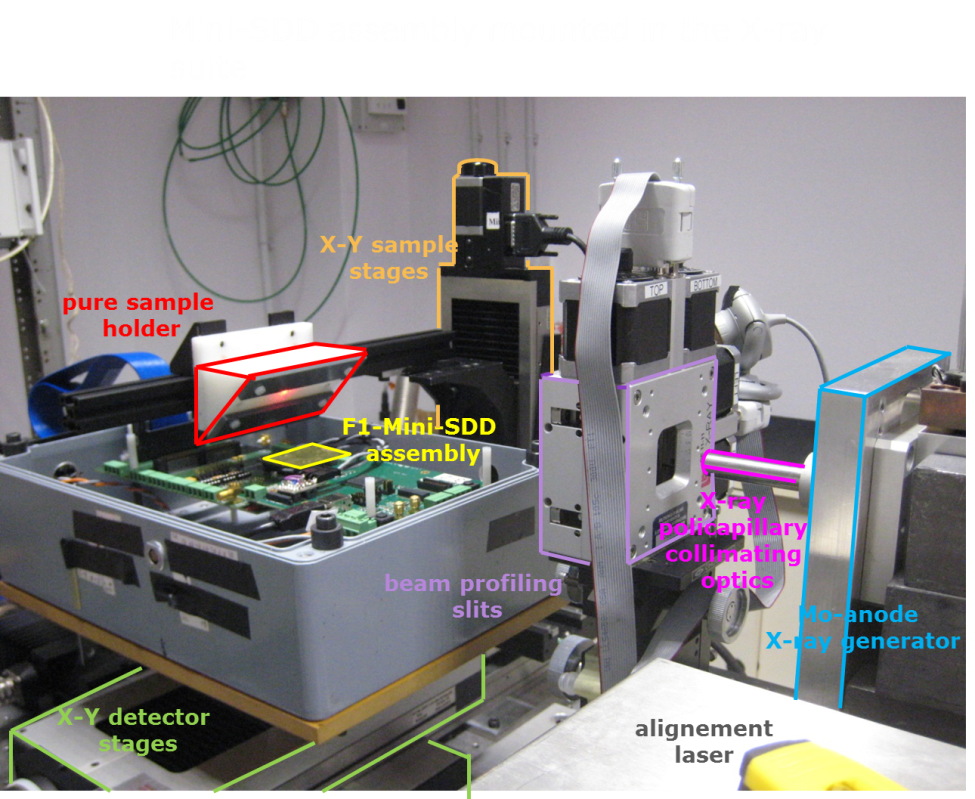 X-Y sample
stages
pure sample
holder
TOP
BOTTOM
F1-Mini-SDD
assembly
X-ray
policapillary
collimating
optics
beam profiling
slits
Mo-anode
X-ray generator
X-Y detector
stages
alignement
laser